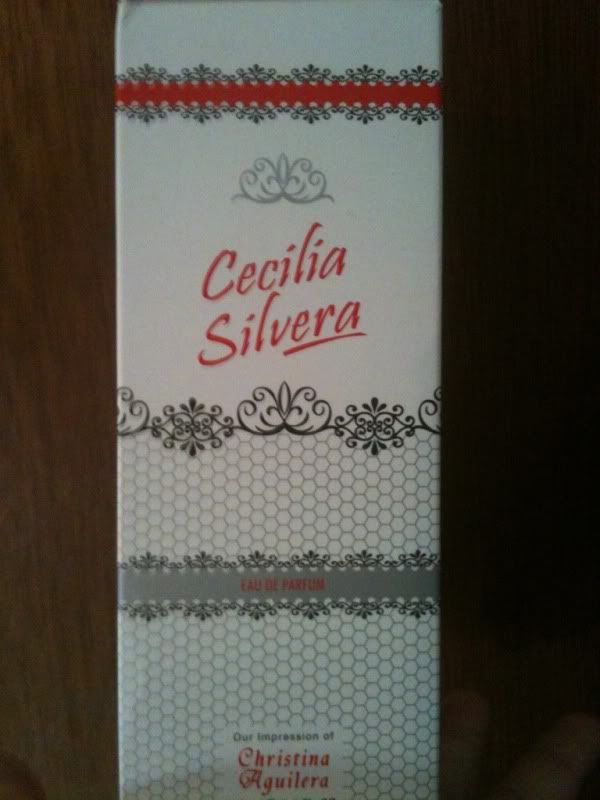 Cecilia
Silvera
EAU DE PARFUM
Our Impression of
Christina
Aguilera